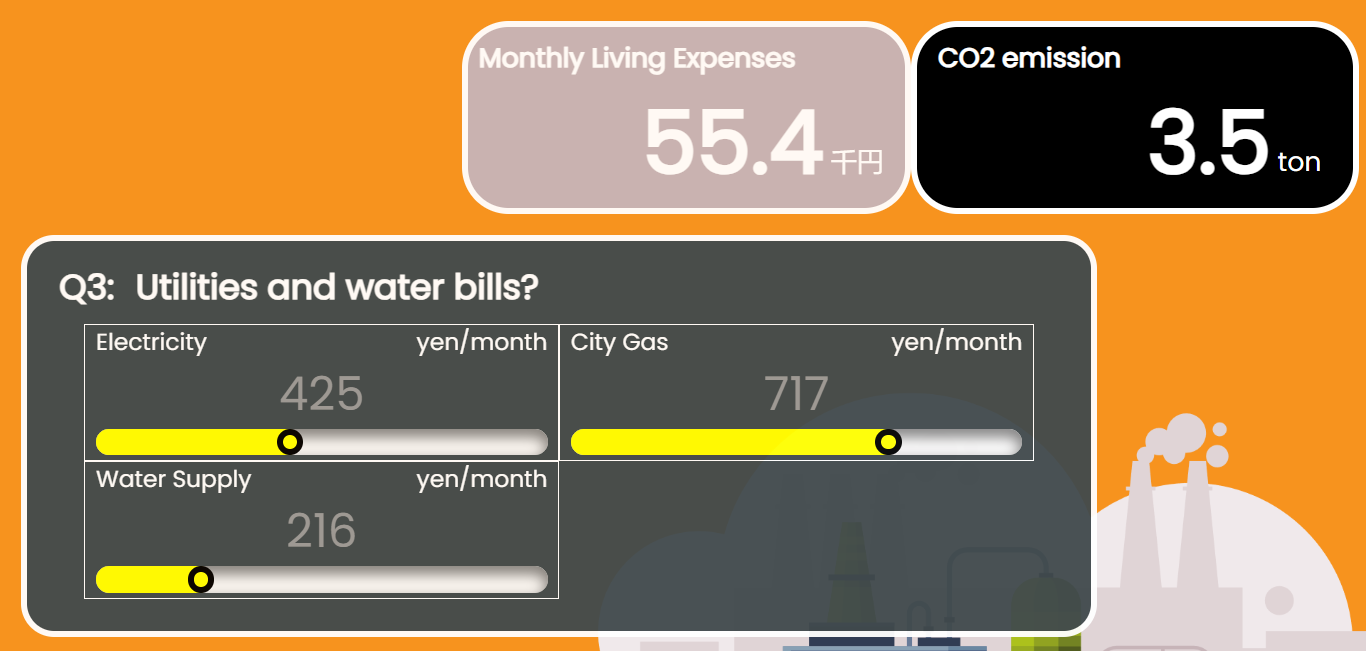 Monthly Living Expenses
55.4 千円
CO2 emission
3.5 ton
Q3: Utilities and water bills?
Electricity yen/month
425
City Gas yen/month
717
Water Supply yen/month
216